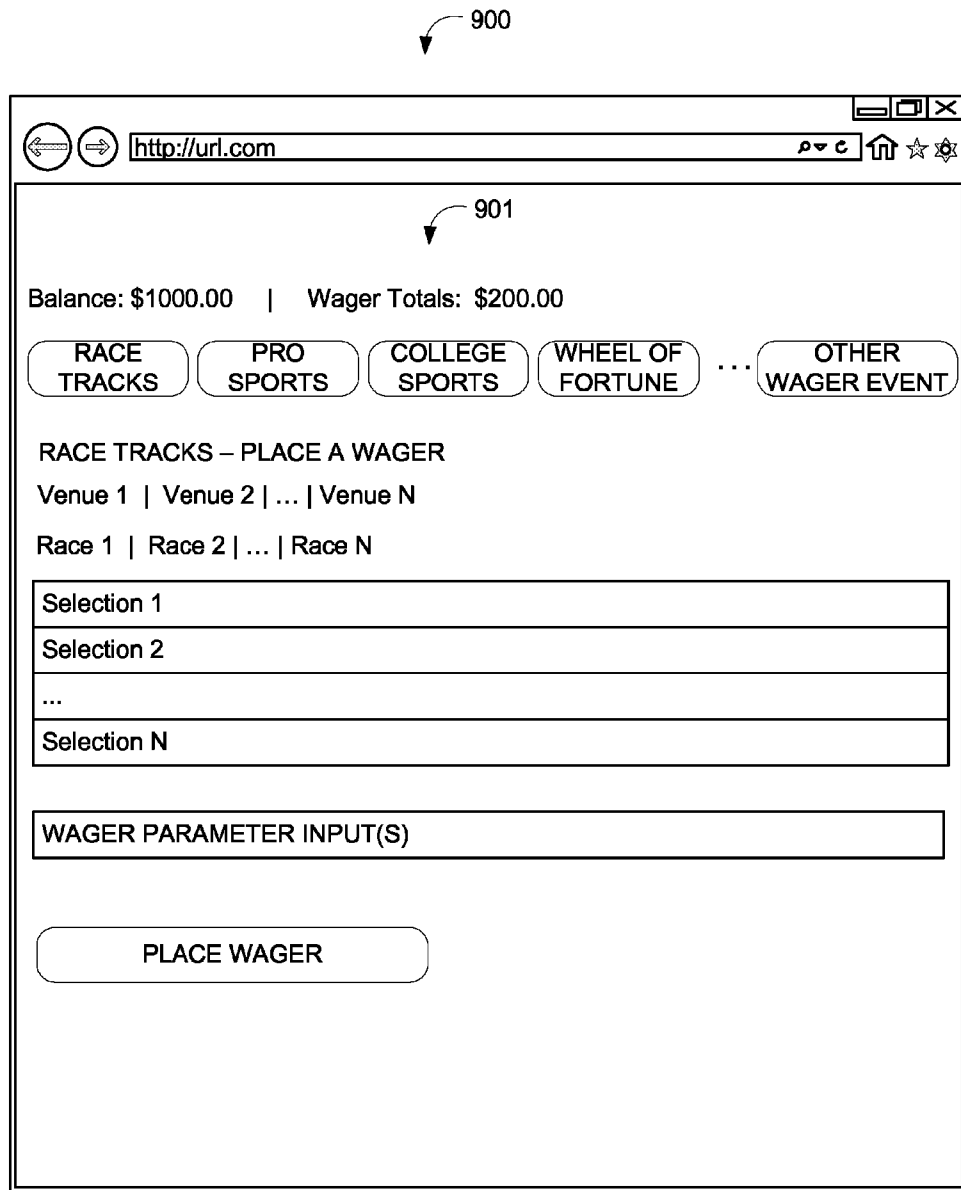 900
http://url.com
901
Balance: $1000.00 | Wager Totals: $200.00
RACE TRACKS
PRO SPORTS
COLLEGE SPORTS
WHEEL OF FORTUNE
...
OTHER WAGER EVENT
RACE TRACKS – PLACE A WAGER
Venue 1 | Venue 2 | ... | Venue N
Race 1 | Race 2 | ... | Race N
Selection 1
Selection 2
...
Selection N
WAGER PARAMETER INPUT(S)
PLACE WAGER